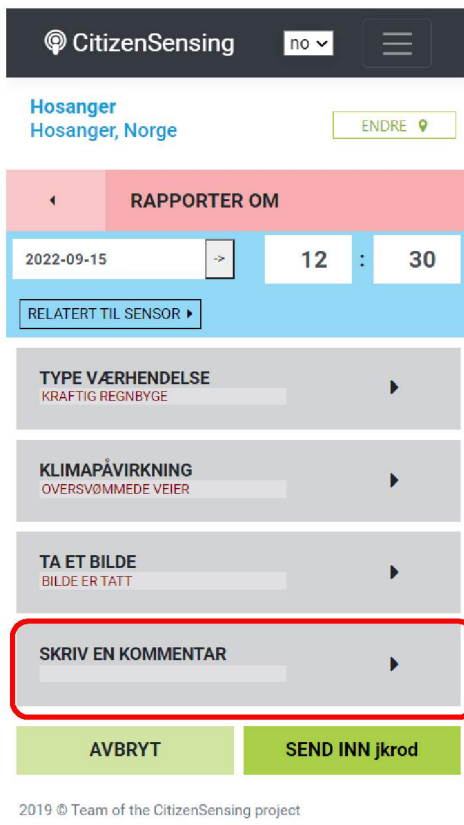 CitizenSensing no
Hosanger
Hosanger, Norge ENDRE
RAPPORTER OM
2022-09-15 -> 12 : 30
RELATERT TIL SENSOR
TYPE VÆRHENDELSE
KRAFTIG REGNBYGE
KLIMAPÅVIRKNING
OVERSVØMMEDE VEIER
TA ET BILDE
BILDE ER TATT
SKRIV EN KOMMENTAR
AVBRYT SEND INN jkrod
2019 © Team of the CitizenSensing project